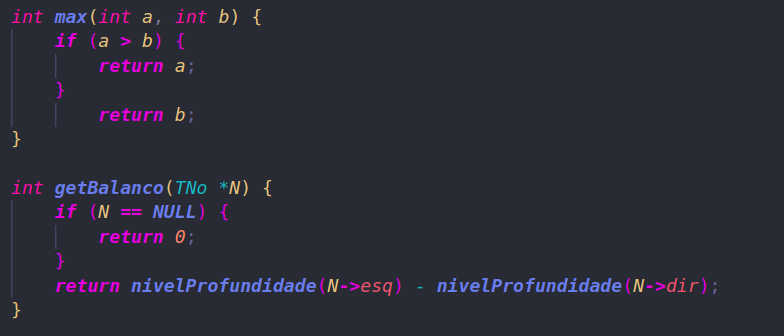 int max(int a, int b) {
    if (a > b) {
        return a;
    }
        return b;
}

int getBalanco(TNo *N) {
    if (N == NULL) {
        return 0;
    }
    return nivelProfundidade(N->esq) - nivelProfundidade(N->dir);
}